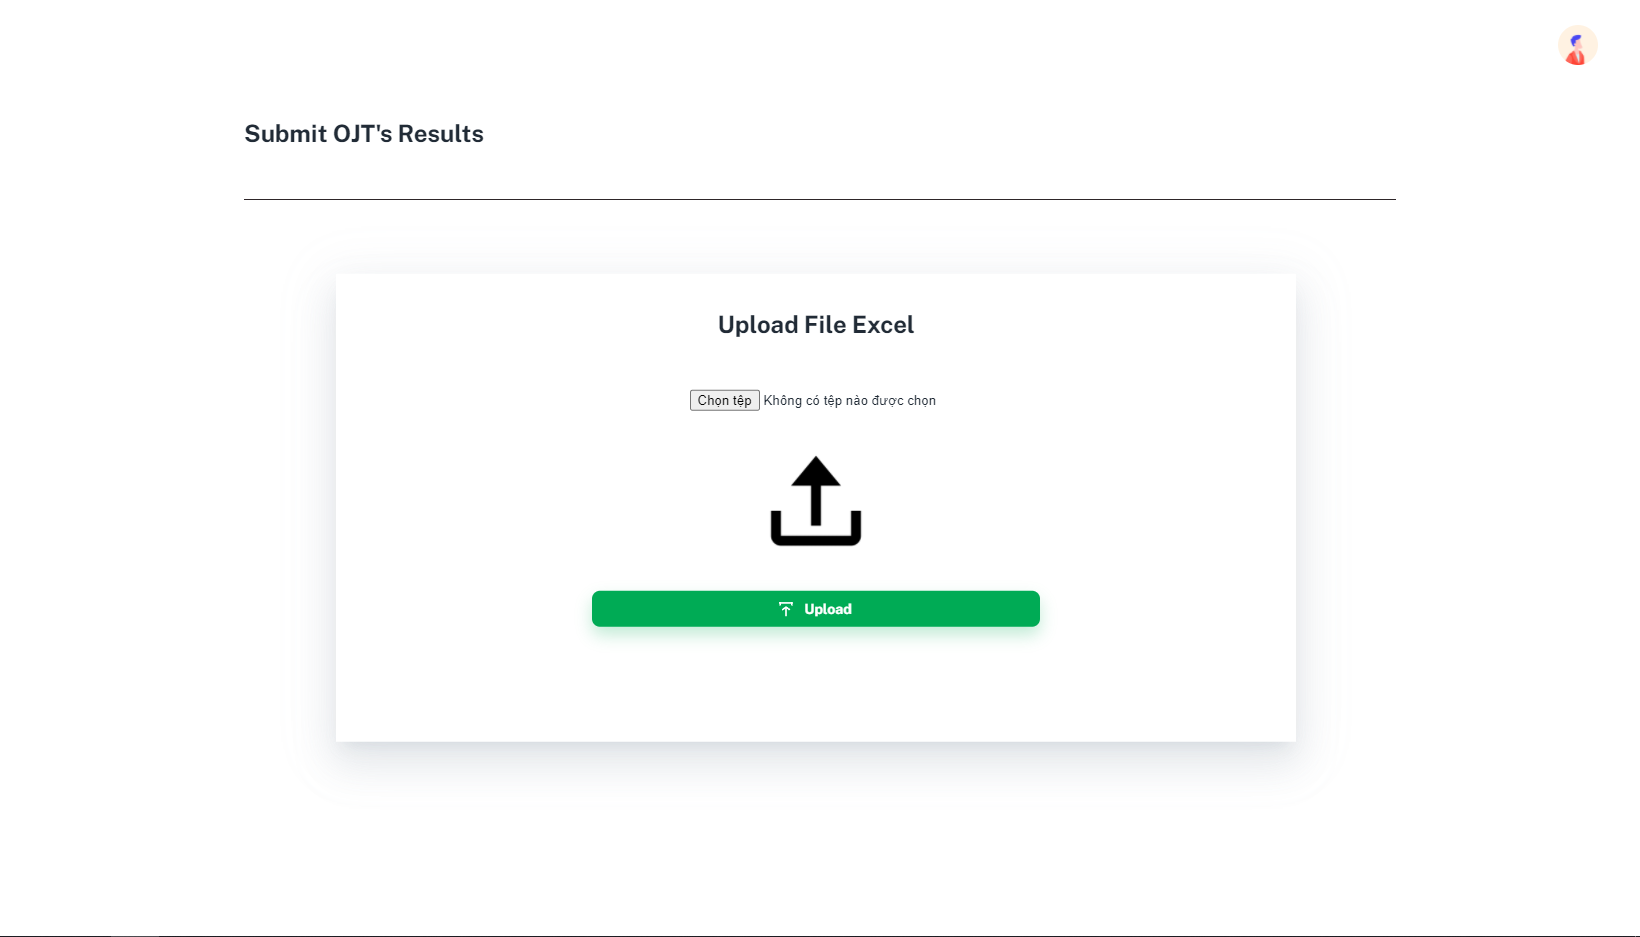 Submit OJT's Results
Upload File Excel
Chọn tệp Không có tệp nào được chọn
Upload